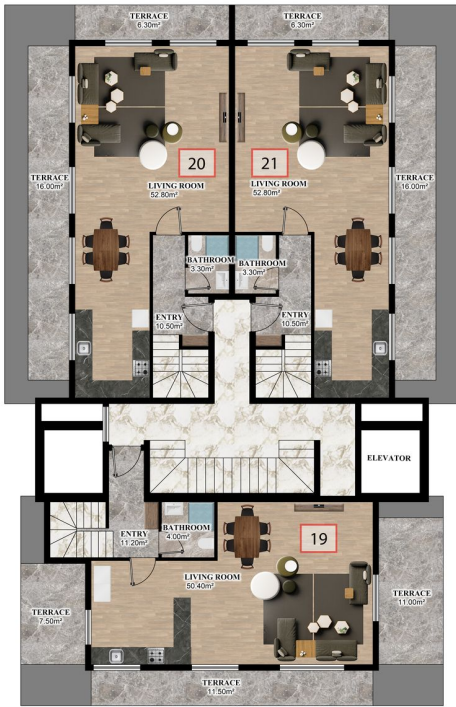 TERRACE
6.30m²
TERRACE
6.30m²
20
21
TERRACE
16.00m²
LIVING ROOM
52.80m²
LIVING ROOM
52.80m²
TERRACE
16.00m²
BATHROOM
3.30m²
BATHROOM
3.30m²
ENTRY
10.50m²
ENTRY
10.50m²
ELEVATOR
ENTRY
11.20m²
BATHROOM
4.00m²
19
LIVING ROOM
50.40m²
TERRACE
7.50m²
TERRACE
11.00m²
TERRACE
11.50m²